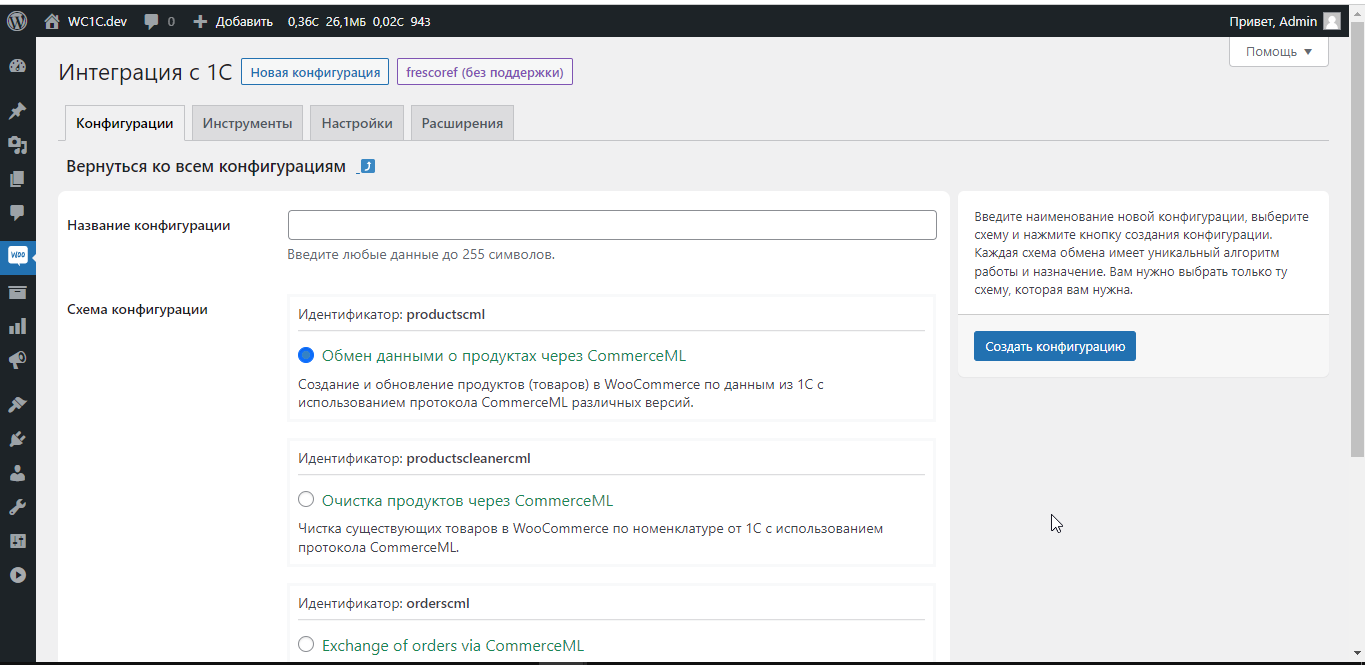 WC1C.dev 0 Добавить 0,36С 26,1МБ 0,02С 943 Привет, Admin
Помощь
Интеграция с 1С Новая конфигурация frescoref (без поддержки)
Конфигурации Инструменты Настройки Расширения
Вернуться ко всем конфигурациям
Название конфигурации
Введите любые данные до 255 символов.
Введите наименование новой конфигурации, выберите
схему и нажмите кнопку создания конфигурации.
Каждая схема обмена имеет уникальный алгоритм
работы и назначение. Вам нужно выбрать только ту
схему, которая вам нужна.
Создать конфигурацию
Схема конфигурации
Идентификатор: productscml
Обмен данными о продуктах через CommerceML
Создание и обновление продуктов (товаров) в WooCommerce по данным из 1С с
использованием протокола CommerceML различных версий.
Идентификатор: productscleanercml
Очистка продуктов через CommerceML
Чистка существующих товаров в WooCommerce по номенклатуре от 1С с использованием
протокола CommerceML.
Идентификатор: orderscml
Exchange of orders via CommerceML